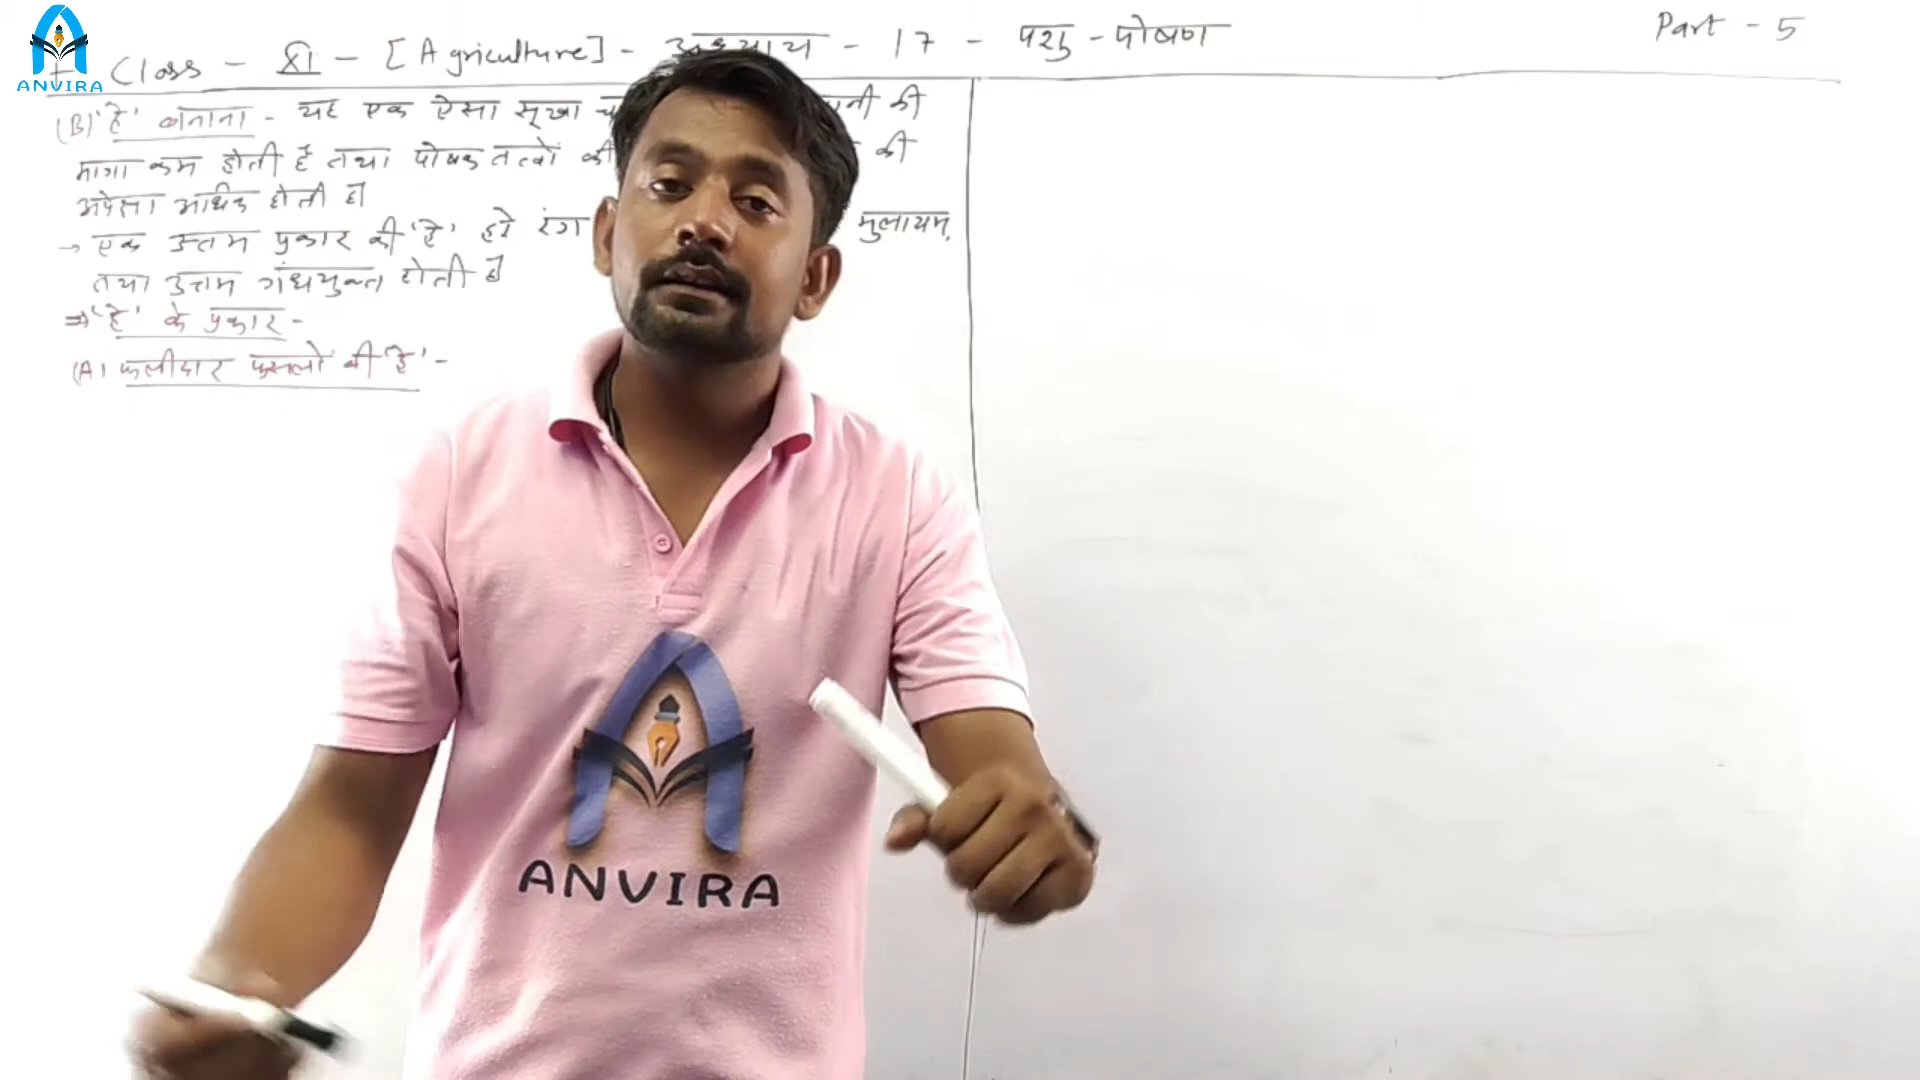 ANVIRA
Class - XI - [Agriculture] - अध्याय - 17 - पशु - पोषण
Part - 5
(B) 'हे' बनाना - यह एक ऐसा सूखा की
मात्रा कम होती है तथा पोषक तत्वों की की
अपेक्षा अधिक होती है।
→ एक उत्तम प्रकार की 'हे' हरे रंग मुलायम,
तथा उत्तम गंधयुक्त होती है।
⇒ 'हे' के प्रकार -
(A) फलीदार फसलों की 'हे' -
ANVIRA